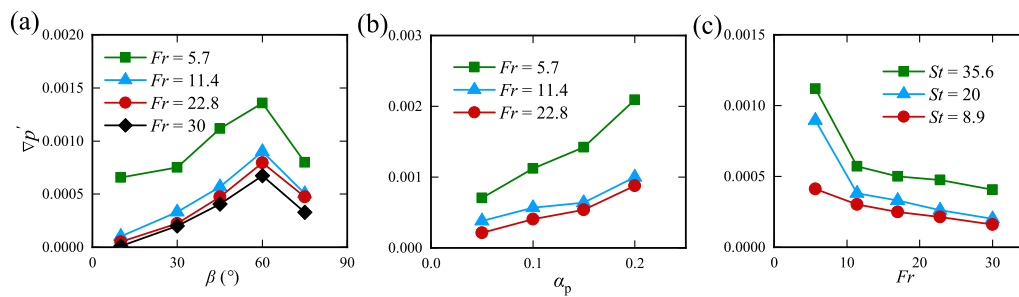 (a)
0.0020
0.0015
0.0010
0.0005
0.0000
∇p′
Fr = 5.7
Fr = 11.4
Fr = 22.8
Fr = 30
0 30 60 90
β (°)
(b)
0.003
0.002
0.001
0.000
Fr = 5.7
Fr = 11.4
Fr = 22.8
0.0 0.1 0.2
αp
(c)
0.0015
0.0010
0.0005
0.0000
St = 35.6
St = 20
St = 8.9
0 10 20 30
Fr